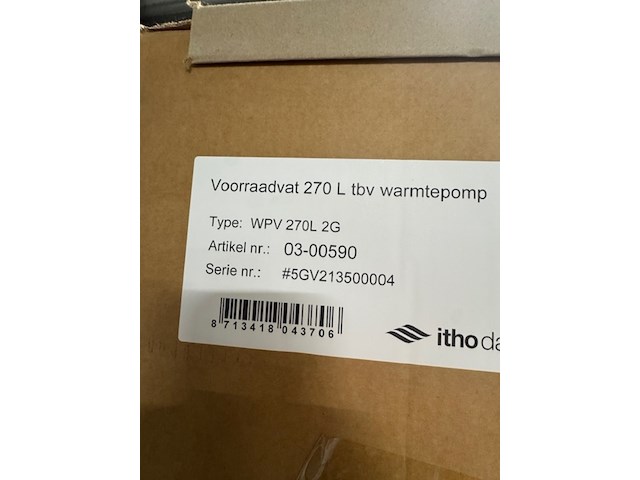 Voorraadvat 270 L tbv warmtepomp
Type: WPV 270L 2G
Artikel nr.: 03-00590
Serie nr.: #5GV213500004
8 713418 043706
itho da